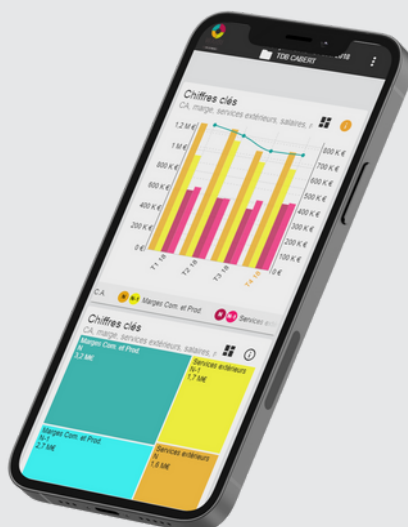 TDB CABERT
Chiffres clés
CA, marge, services extérieurs, salaires, r
1,2 M €
1 M €
800 K €
600 K €
400 K €
200 K €
0 €
800 K €
700 K €
600 K €
500 K €
400 K €
300 K €
200 K €
100 K €
0 €
T1 18
T2 18
T3 18
T4 18
C.A.
N
N-1
Marges Com. et Prod.
N
N-1
Services ext
Chiffres clés
CA, marge, services extérieurs, salaires, r
Marges Com. et Prod.
N
3,2 M€
Services extérieurs
N-1
1,7 M€
Marges Com. et Prod.
N-1
2,7 M€
Services extérieurs
N
1,6 M€